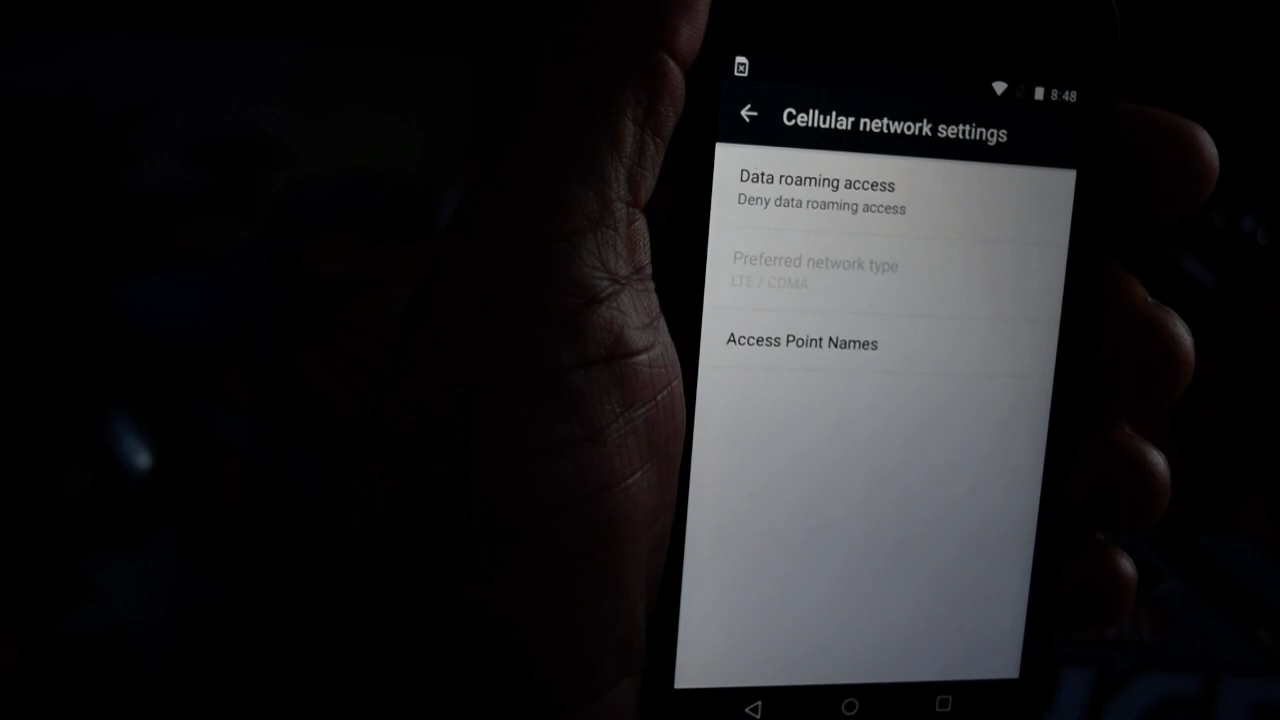 8:48
Cellular network settings
Data roaming access
Deny data roaming access
Preferred network type
LTE / CDMA
Access Point Names